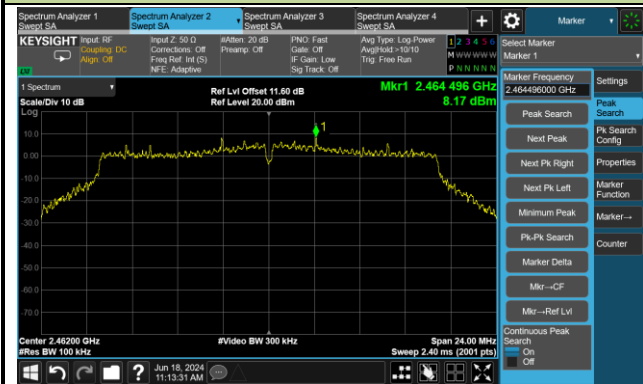 Spectrum Analyzer 1
Swept SA
Spectrum Analyzer 2
Swept SA
Spectrum Analyzer 3
Swept SA
Spectrum Analyzer 4
Swept SA
+
Marker
KEYSIGHT
Input: RF
Coupling: DC
Align: Off
Input Z: 50 Ω
Corrections: Off
Freq Ref: Int (S)
NFE: Adaptive
#Atten: 20 dB
Preamp: Off
PNO: Fast
Gate: Off
IF Gain: Low
Sig Track: Off
Avg Type: Log-Power
Avg|Hold:>10/10
Trig: Free Run
1 2 3 4 5 6
M W W W W W
P N N N N N
Select Marker
Marker 1
1 Spectrum
Scale/Div 10 dB
Ref Lvl Offset 11.60 dB
Ref Level 20.00 dBm
Mkr1 2.464 496 GHz
8.17 dBm
Log
10.0
0.00
-10.0
-20.0
-30.0
-40.0
-50.0
-60.0
-70.0
1
Center 2.46200 GHz
#Res BW 100 kHz
#Video BW 300 kHz
Span 24.00 MHz
Sweep 2.40 ms (2001 pts)
Marker Frequency
2.464496000 GHz
Peak Search
Next Peak
Next Pk Right
Next Pk Left
Minimum Peak
Pk-Pk Search
Marker Delta
Mkr→CF
Mkr→Ref Lvl
Continuous Peak
Search
On
Off
Settings
Peak
Search
Pk Search
Config
Properties
Marker
Function
Marker→
Counter
?
Jun 18, 2024
11:13:31 AM